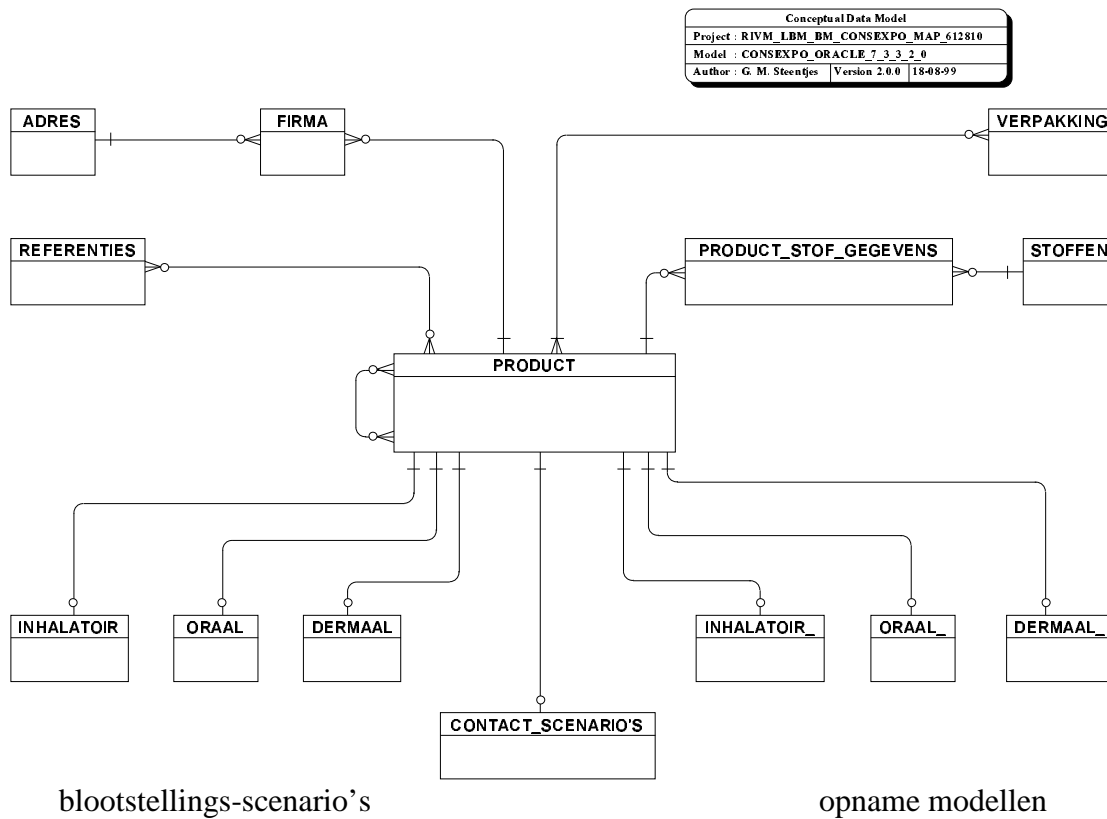 Conceptual Data Model
Project : RIVM_LBM_BM_CONSEXPO_MAP_612810
Model : CONSEXPO_ORACLE_7_3_3_2_0
Author : G. M. Steentjes Version 2.0.0 18-08-99
ADRES FIRMA VERPAKKING
REFERENTIES PRODUCT_STOF_GEGEVENS STOFFEN
PRODUCT
INHALATOIR ORAAL DERMAAL INHALATOIR_ ORAAL_ DERMAAL_
CONTACT_SCENARIO'S
blootstellings-scenario's opname modellen